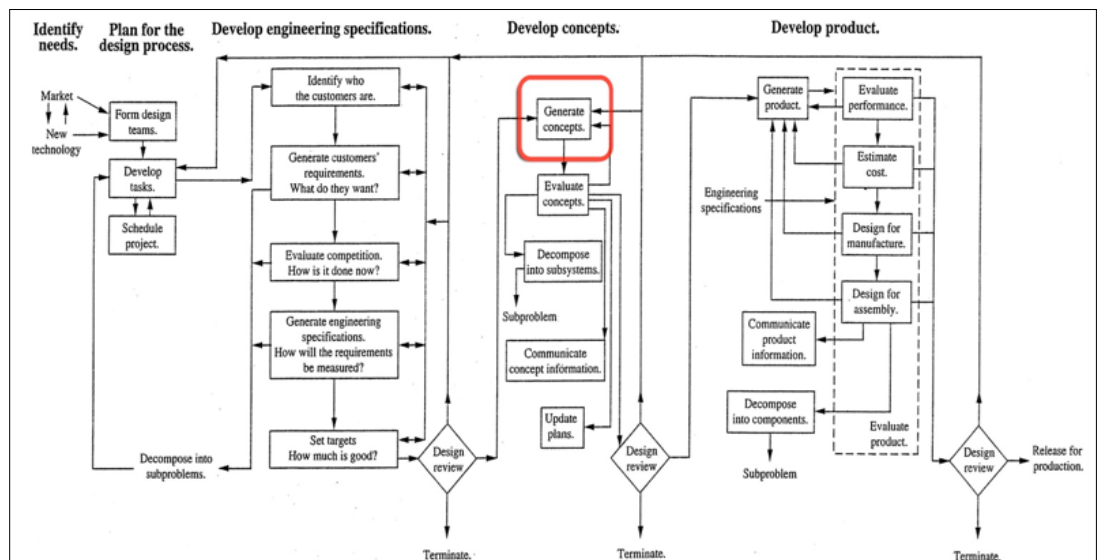 Identify
needs.
Plan for the
design process.
Develop engineering specifications.
Develop concepts.
Develop product.
Market
New
technology
Form design
teams.
Develop
tasks.
Schedule
project.
Identify who
the customers are.
Generate customers'
requirements.
What do they want?
Evaluate competition.
How is it done now?
Generate engineering
specifications.
How will the requirements
be measured?
Set targets
How much is good?
Decompose into
subproblems.
Design
review
Terminate.
Generate
concepts.
Evaluate
concepts.
Decompose
into subsystems.
Subproblem
Communicate
concept information.
Update
plans.
Design
review
Terminate.
Generate
product.
Evaluate
performance.
Estimate
cost.
Engineering
specifications
Design for
manufacture.
Design for
assembly.
Communicate
product
information.
Decompose
into components.
Subproblem
Evaluate
product.
Design
review
Release for
production.
Terminate.